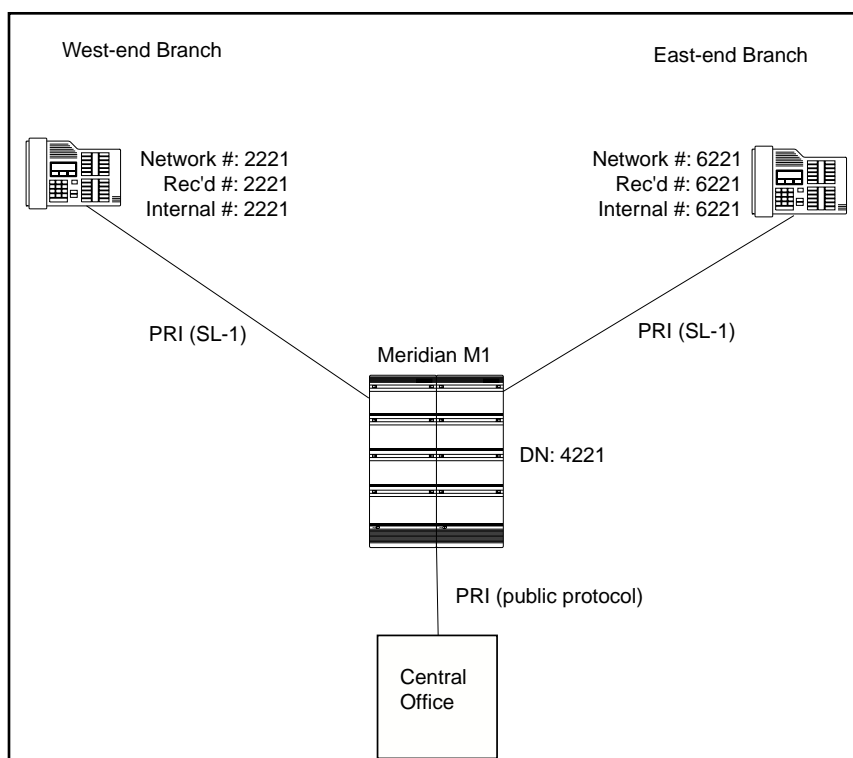 West-end Branch
East-end Branch
Network #: 2221
Rec'd #: 2221
Internal #: 2221
Network #: 6221
Rec'd #: 6221
Internal #: 6221
PRI (SL-1)
PRI (SL-1)
Meridian M1
DN: 4221
PRI (public protocol)
Central
Office